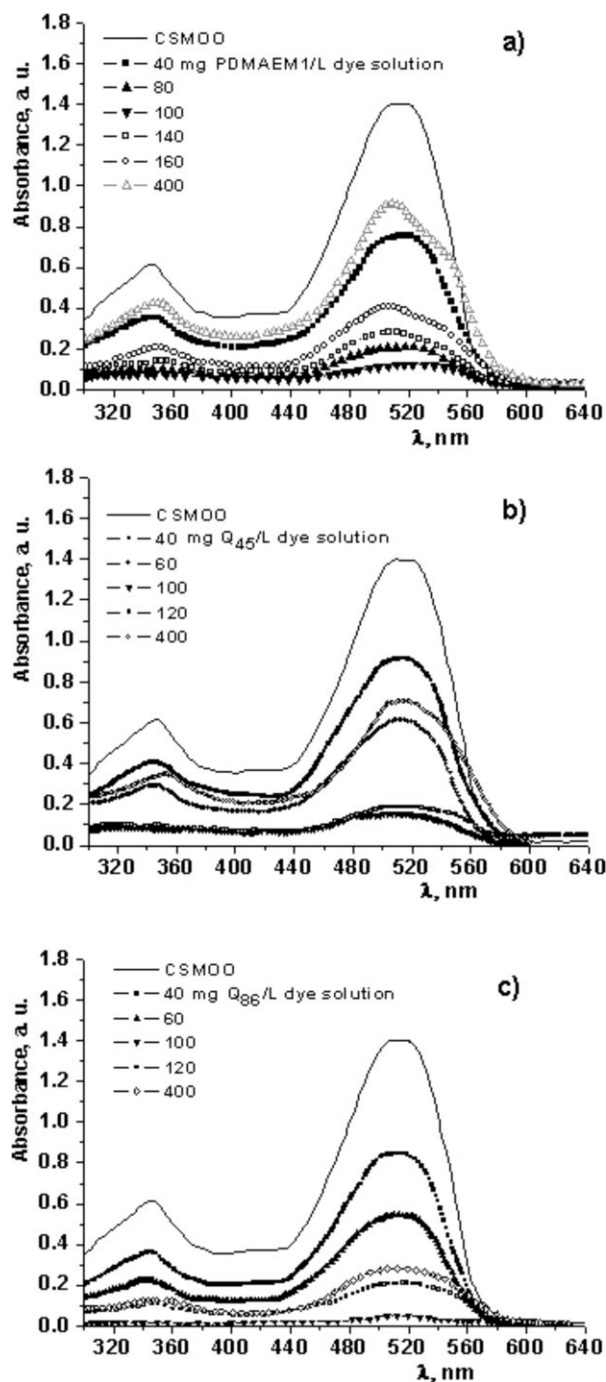 a)
CSMOO
40 mg PDMAEM1/L dye solution
80
100
140
160
400
Absorbance, a. u.
1.8
1.6
1.4
1.2
1.0
0.8
0.6
0.4
0.2
0.0
320 360 400 440 480 520 560 600 640
λ, nm
b)
CSMOO
40 mg Q45/L dye solution
60
100
120
400
Absorbance, a. u.
1.8
1.6
1.4
1.2
1.0
0.8
0.6
0.4
0.2
0.0
320 360 400 440 480 520 560 600 640
λ, nm
c)
CSMOO
40 mg Q86/L dye solution
60
100
120
400
Absorbance, a. u.
1.8
1.6
1.4
1.2
1.0
0.8
0.6
0.4
0.2
0.0
320 360 400 440 480 520 560 600 640
λ, nm